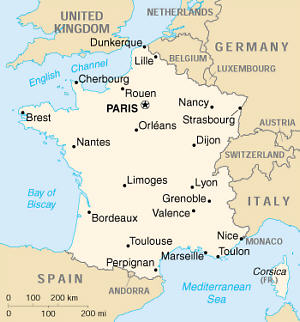 UNITED
KINGDOM
NETHERLANDS
Dunkerque
Lille
BELGIUM
GERMANY
LUXEMBOURG
English Channel
Cherbourg
Rouen
PARIS
Nancy
Strasbourg
Brest
Orléans
AUSTRIA
Nantes
Dijon
SWITZERLAND
Bay of
Biscay
Limoges
Lyon
Grenoble
Valence
ITALY
Bordeaux
Toulouse
Nice
MONACO
Marseille
Toulon
Perpignan
Corsica
(FR.)
SPAIN
ANDORRA
Mediterranean
Sea
0 100 200 km
0 100 200 mi